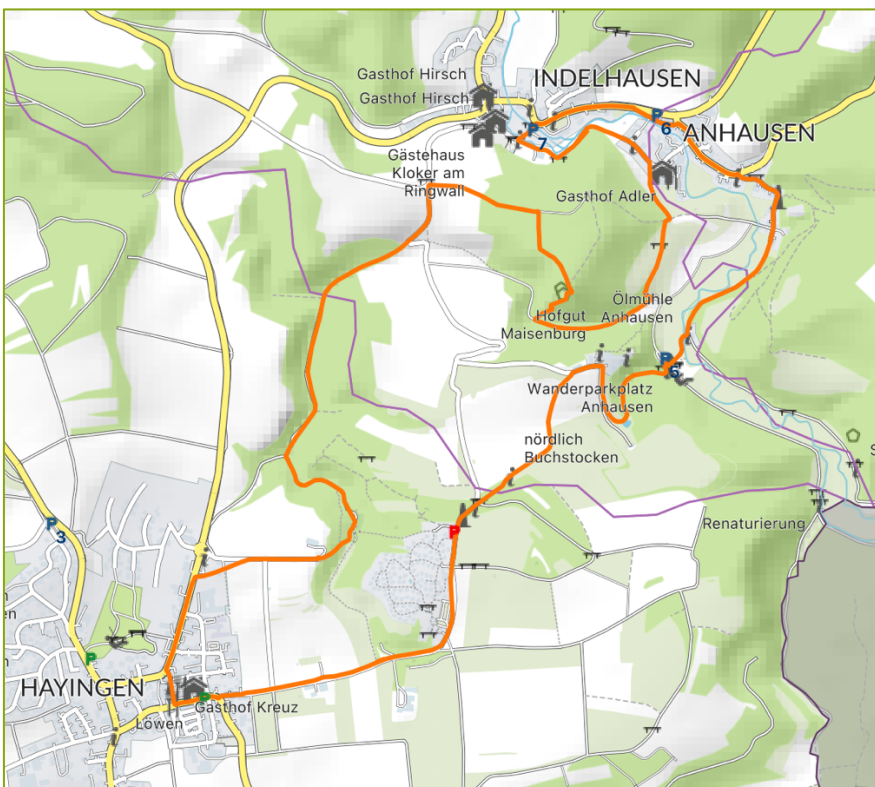 Gasthof Hirsch
INDELHAUSEN
Gasthof Hirsch
P
7
P
6
ANHAUSEN
Gästehaus
Kloker am
Ringwall
Gasthof Adler
Hofgut
Maisenburg
Ölmühle
Anhausen
P
6
Wanderparkplatz
Anhausen
nördlich
Buchstocken
P
3
P
Renaturierung
S
en
P
HAYINGEN
P
Gasthof Kreuz
Löwen